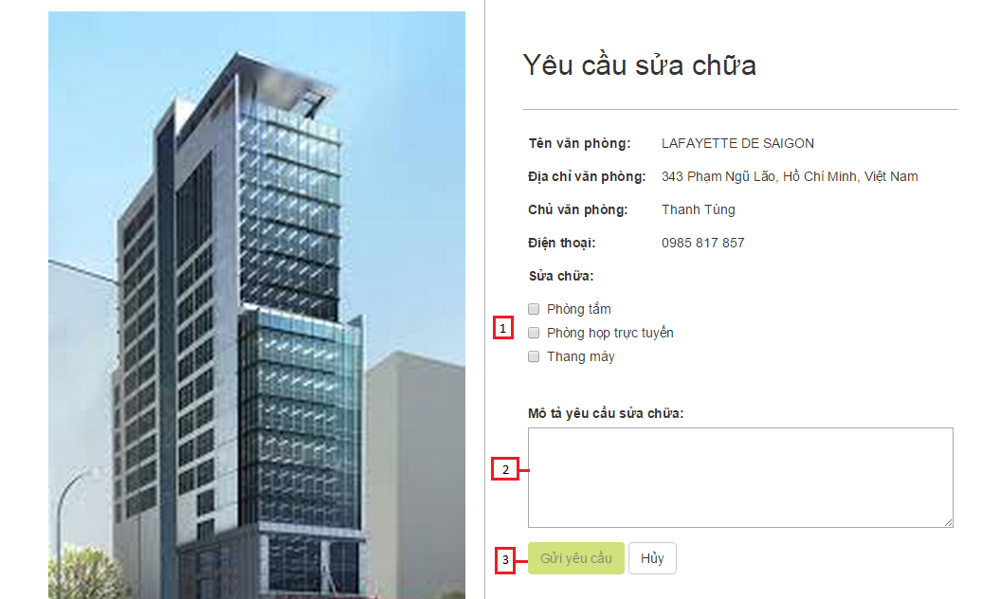 Yêu cầu sửa chữa
Tên văn phòng: LAFAYETTE DE SAIGON
Địa chỉ văn phòng: 343 Phạm Ngũ Lão, Hồ Chí Minh, Việt Nam
Chủ văn phòng: Thanh Tùng
Điện thoại: 0985 817 857
Sửa chữa:
Phòng tắm
1 Phòng họp trực tuyến
Thang máy
Mô tả yêu cầu sửa chữa:
2
3 Gửi yêu cầu Hủy